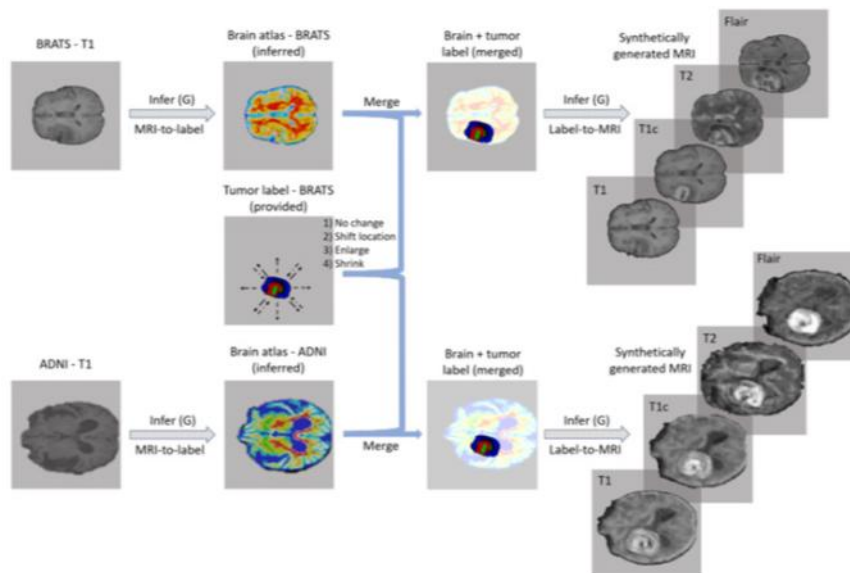 BRATS - T1
Infer (G)
MRI-to-label
Brain atlas - BRATS
(inferred)
Merge
Brain + tumor
label (merged)
Infer (G)
Label-to-MRI
Synthetically
generated MRI
Flair
T2
T1c
T1
Tumor label - BRATS
(provided)
1) No change
2) Shift location
3) Enlarge
4) Shrink
ADNI - T1
Infer (G)
MRI-to-label
Brain atlas - ADNI
(inferred)
Merge
Brain + tumor
label (merged)
Infer (G)
Label-to-MRI
Synthetically
generated MRI
Flair
T2
T1c
T1